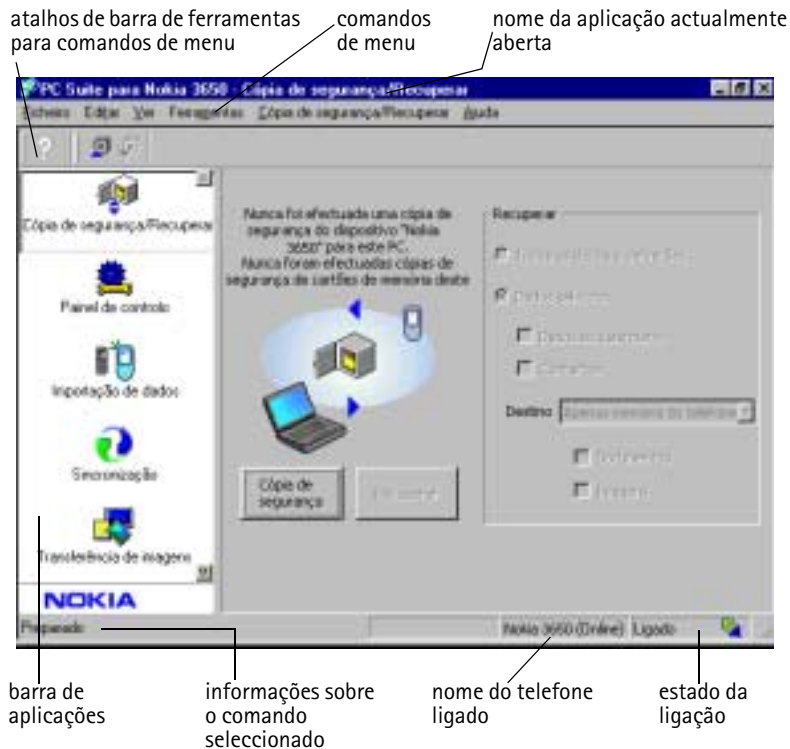 atalhos de barra de ferramentas
para comandos de menu
comandos
de menu
nome da aplicação actualmente
aberta
PC Suite para Nokia 3650 - Cópia de segurança/Recuperar
Ficheiro Editar Ver Ferramentas Cópia de segurança/Recuperar Ajuda
Cópia de segurança/Recuperar
Painel de controlo
Importação de dados
Sincronização
Transferência de imagens
NOKIA
Nunca foi efectuada uma cópia de
segurança do dispositivo "Nokia
3650" para este PC.
Nunca foram efectuadas cópias de
segurança de cartões de memória deste
Cópia de
segurança
Recuperar
Destino
Apenas memória do telefone
Preparado
Nokia 3650 (Online)
Ligado
barra de
aplicações
informações sobre
o comando
seleccionado
nome do telefone
ligado
estado da
ligação